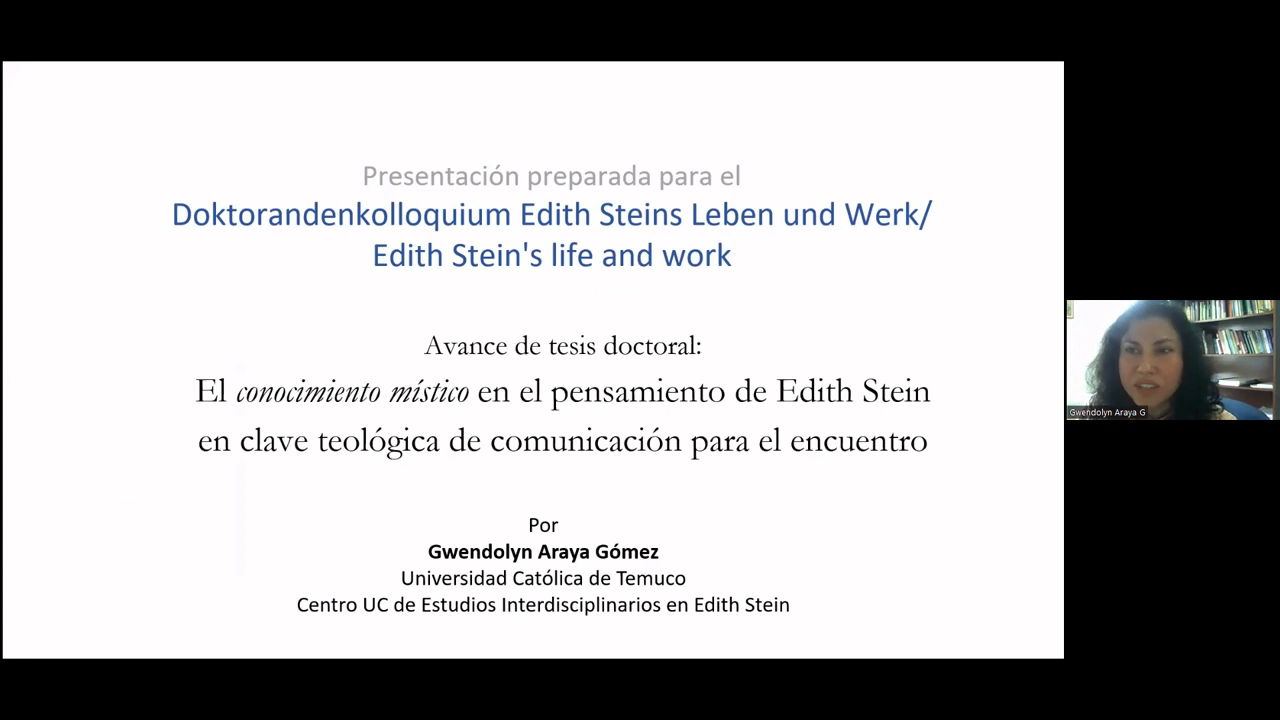 Presentación preparada para el
Doktorandenkolloquium Edith Steins Leben und Werk/
Edith Stein's life and work
Avance de tesis doctoral:
El conocimiento místico en el pensamiento de Edith Stein
en clave teológica de comunicación para el encuentro
Por
Gwendolyn Araya Gómez
Universidad Católica de Temuco
Centro UC de Estudios Interdisciplinarios en Edith Stein
Gwendolyn Araya G